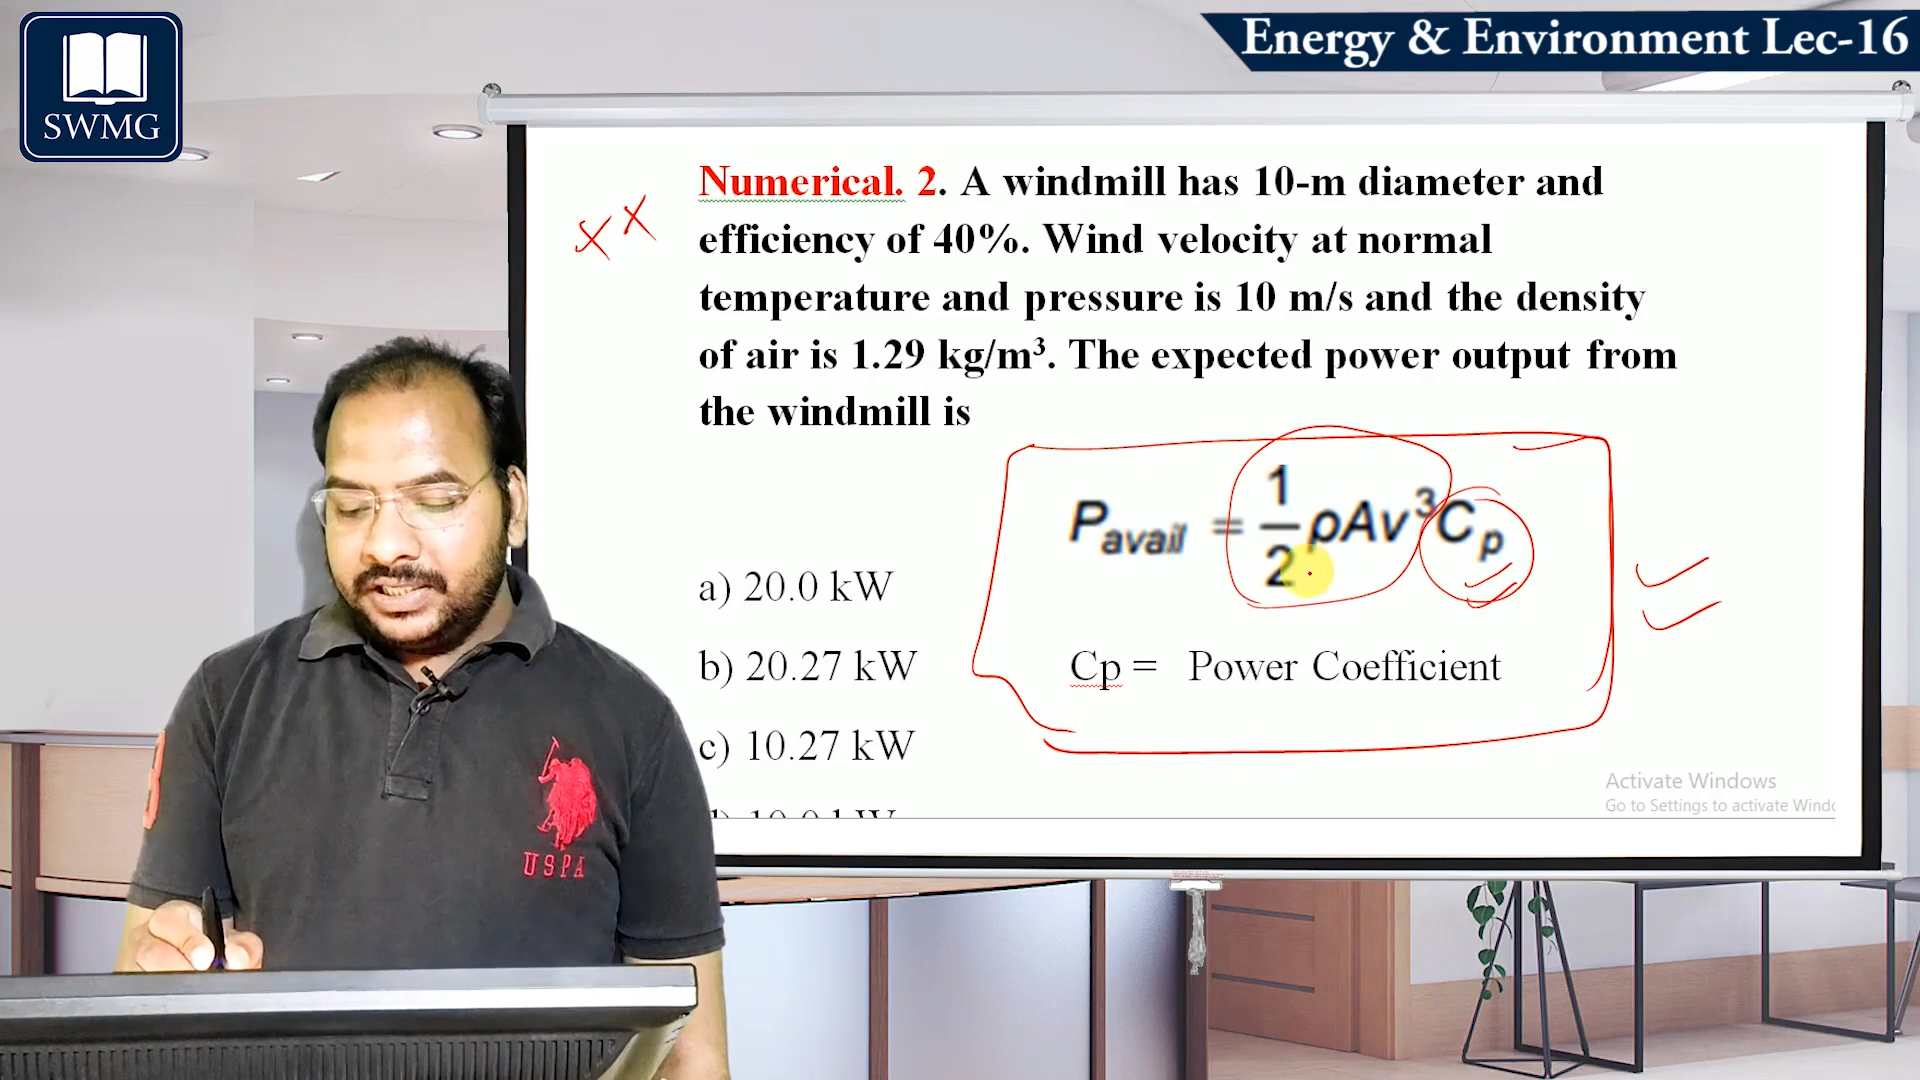 SWMG
Energy & Environment Lec-16
Numerical. 2. A windmill has 10-m diameter and
efficiency of 40%. Wind velocity at normal
temperature and pressure is 10 m/s and the density
of air is 1.29 kg/m³. The expected power output from
the windmill is
P_avail = 1/2 ρAv³C_p
a) 20.0 kW
b) 20.27 kW
Cp = Power Coefficient
c) 10.27 kW
Activate Windows
Go to Settings to activate
USPA